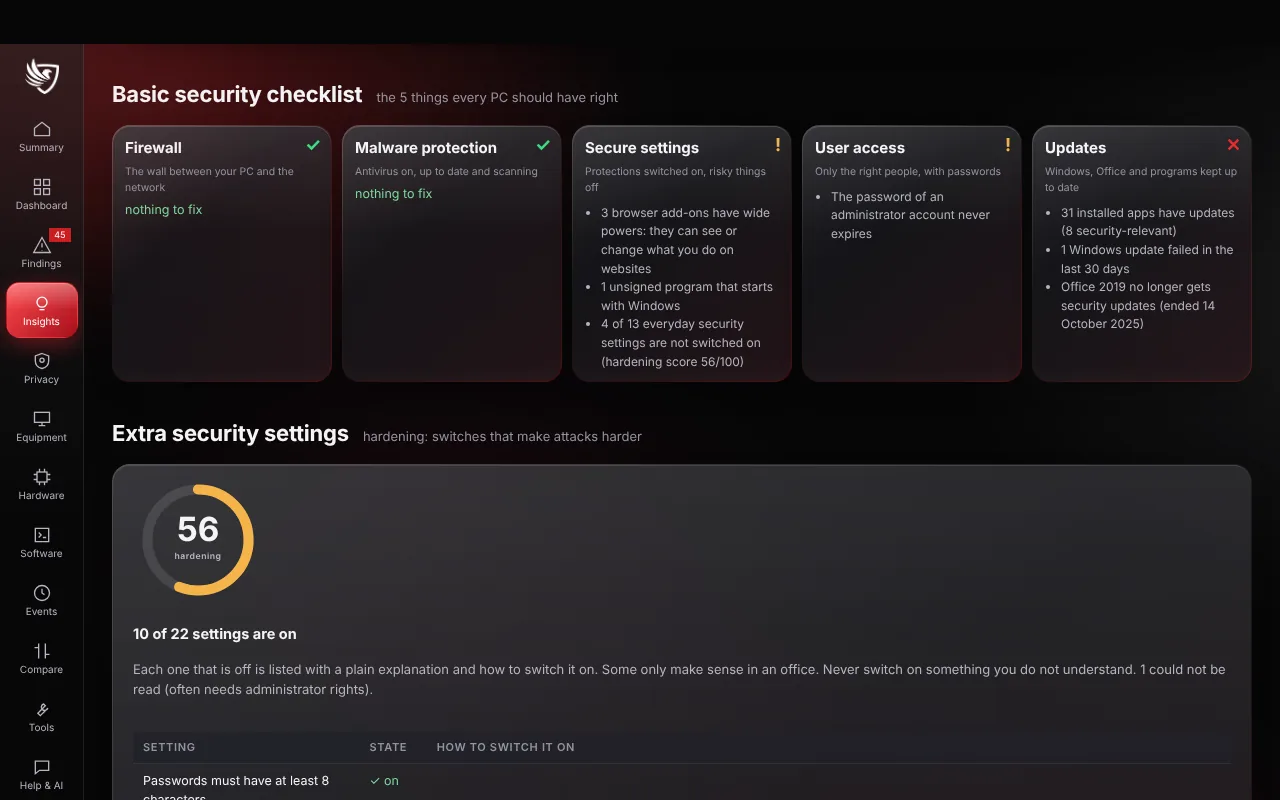 Basic security checklist the 5 things every PC should have right
Firewall
The wall between your PC and the
network
nothing to fix
Malware protection
Antivirus on, up to date and scanning
nothing to fix
Secure settings
!
Protections switched on, risky things
off
• 3 browser add-ons have wide
powers: they can see or
change what you do on
websites
• 1 unsigned program that starts
with Windows
• 4 of 13 everyday security
settings are not switched on
(hardening score 56/100)
User access
!
Only the right people, with passwords
• The password of an
administrator account never
expires
Updates
Windows, Office and programs kept up
to date
• 31 installed apps have updates
(8 security-relevant)
• 1 Windows update failed in the
last 30 days
• Office 2019 no longer gets
security updates (ended 14
October 2025)
Summary
Dashboard
45
Findings
Insights
Privacy
Equipment
Hardware
Software
Events
Compare
Tools
Help & AI
Extra security settings hardening: switches that make attacks harder
56
hardening
10 of 22 settings are on
Each one that is off is listed with a plain explanation and how to switch it on. Some only make sense in an office. Never switch on something you do not understand. 1 could not be
read (often needs administrator rights).
SETTING STATE HOW TO SWITCH IT ON
Passwords must have at least 8 ✓ on
characters